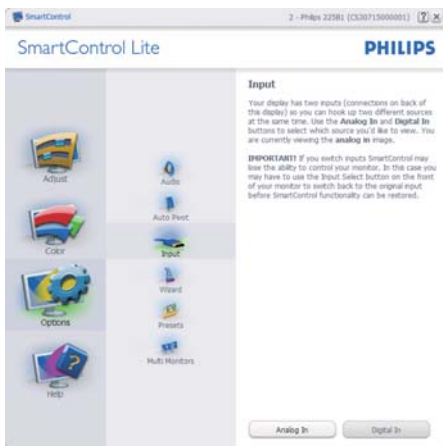 SmartControl
2 - Philips 225B1 (CS30715000001)
SmartControl Lite
PHILIPS
Adjust
Color
Options
Help
Audio
Auto Pivot
Input
Wizard
Presets
Multi Monitors
Input
Your display has two inputs (connections on back of
the display) so you can hook up two different sources
at the same time. Use the Analog In and Digital In
buttons to select which source you'd like to view. You
are currently viewing the analog in image.
IMPORTANT! If you switch inputs SmartControl may
lose the ability to control your monitor. In this case you
may have to use the Input Select button on the front
of your monitor to switch back to the original input
before SmartControl functionality can be restored.
Analog In
Digital In